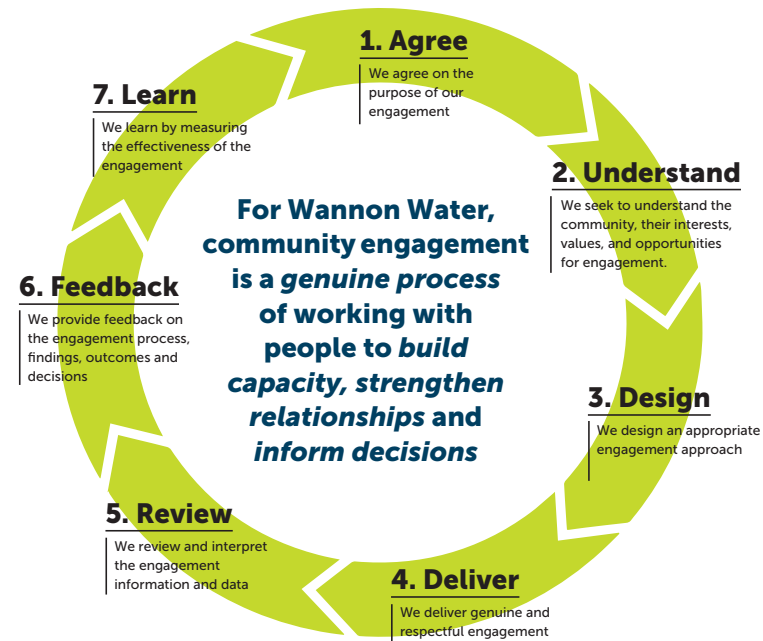 1. Agree
We agree on the
purpose of our
engagement
2. Understand
We seek to understand the
community, their interests,
values, and opportunities
for engagement.
3. Design
We design an appropriate
engagement approach
4. Deliver
We deliver genuine and
respectful engagement
5. Review
We review and interpret
the engagement
information and data
6. Feedback
We provide feedback on
the engagement process,
findings, outcomes and
decisions
7. Learn
We learn by measuring
the effectiveness of the
engagement
For Wannon Water,
community engagement
is a genuine process
of working with
people to build
capacity, strengthen
relationships and
inform decisions